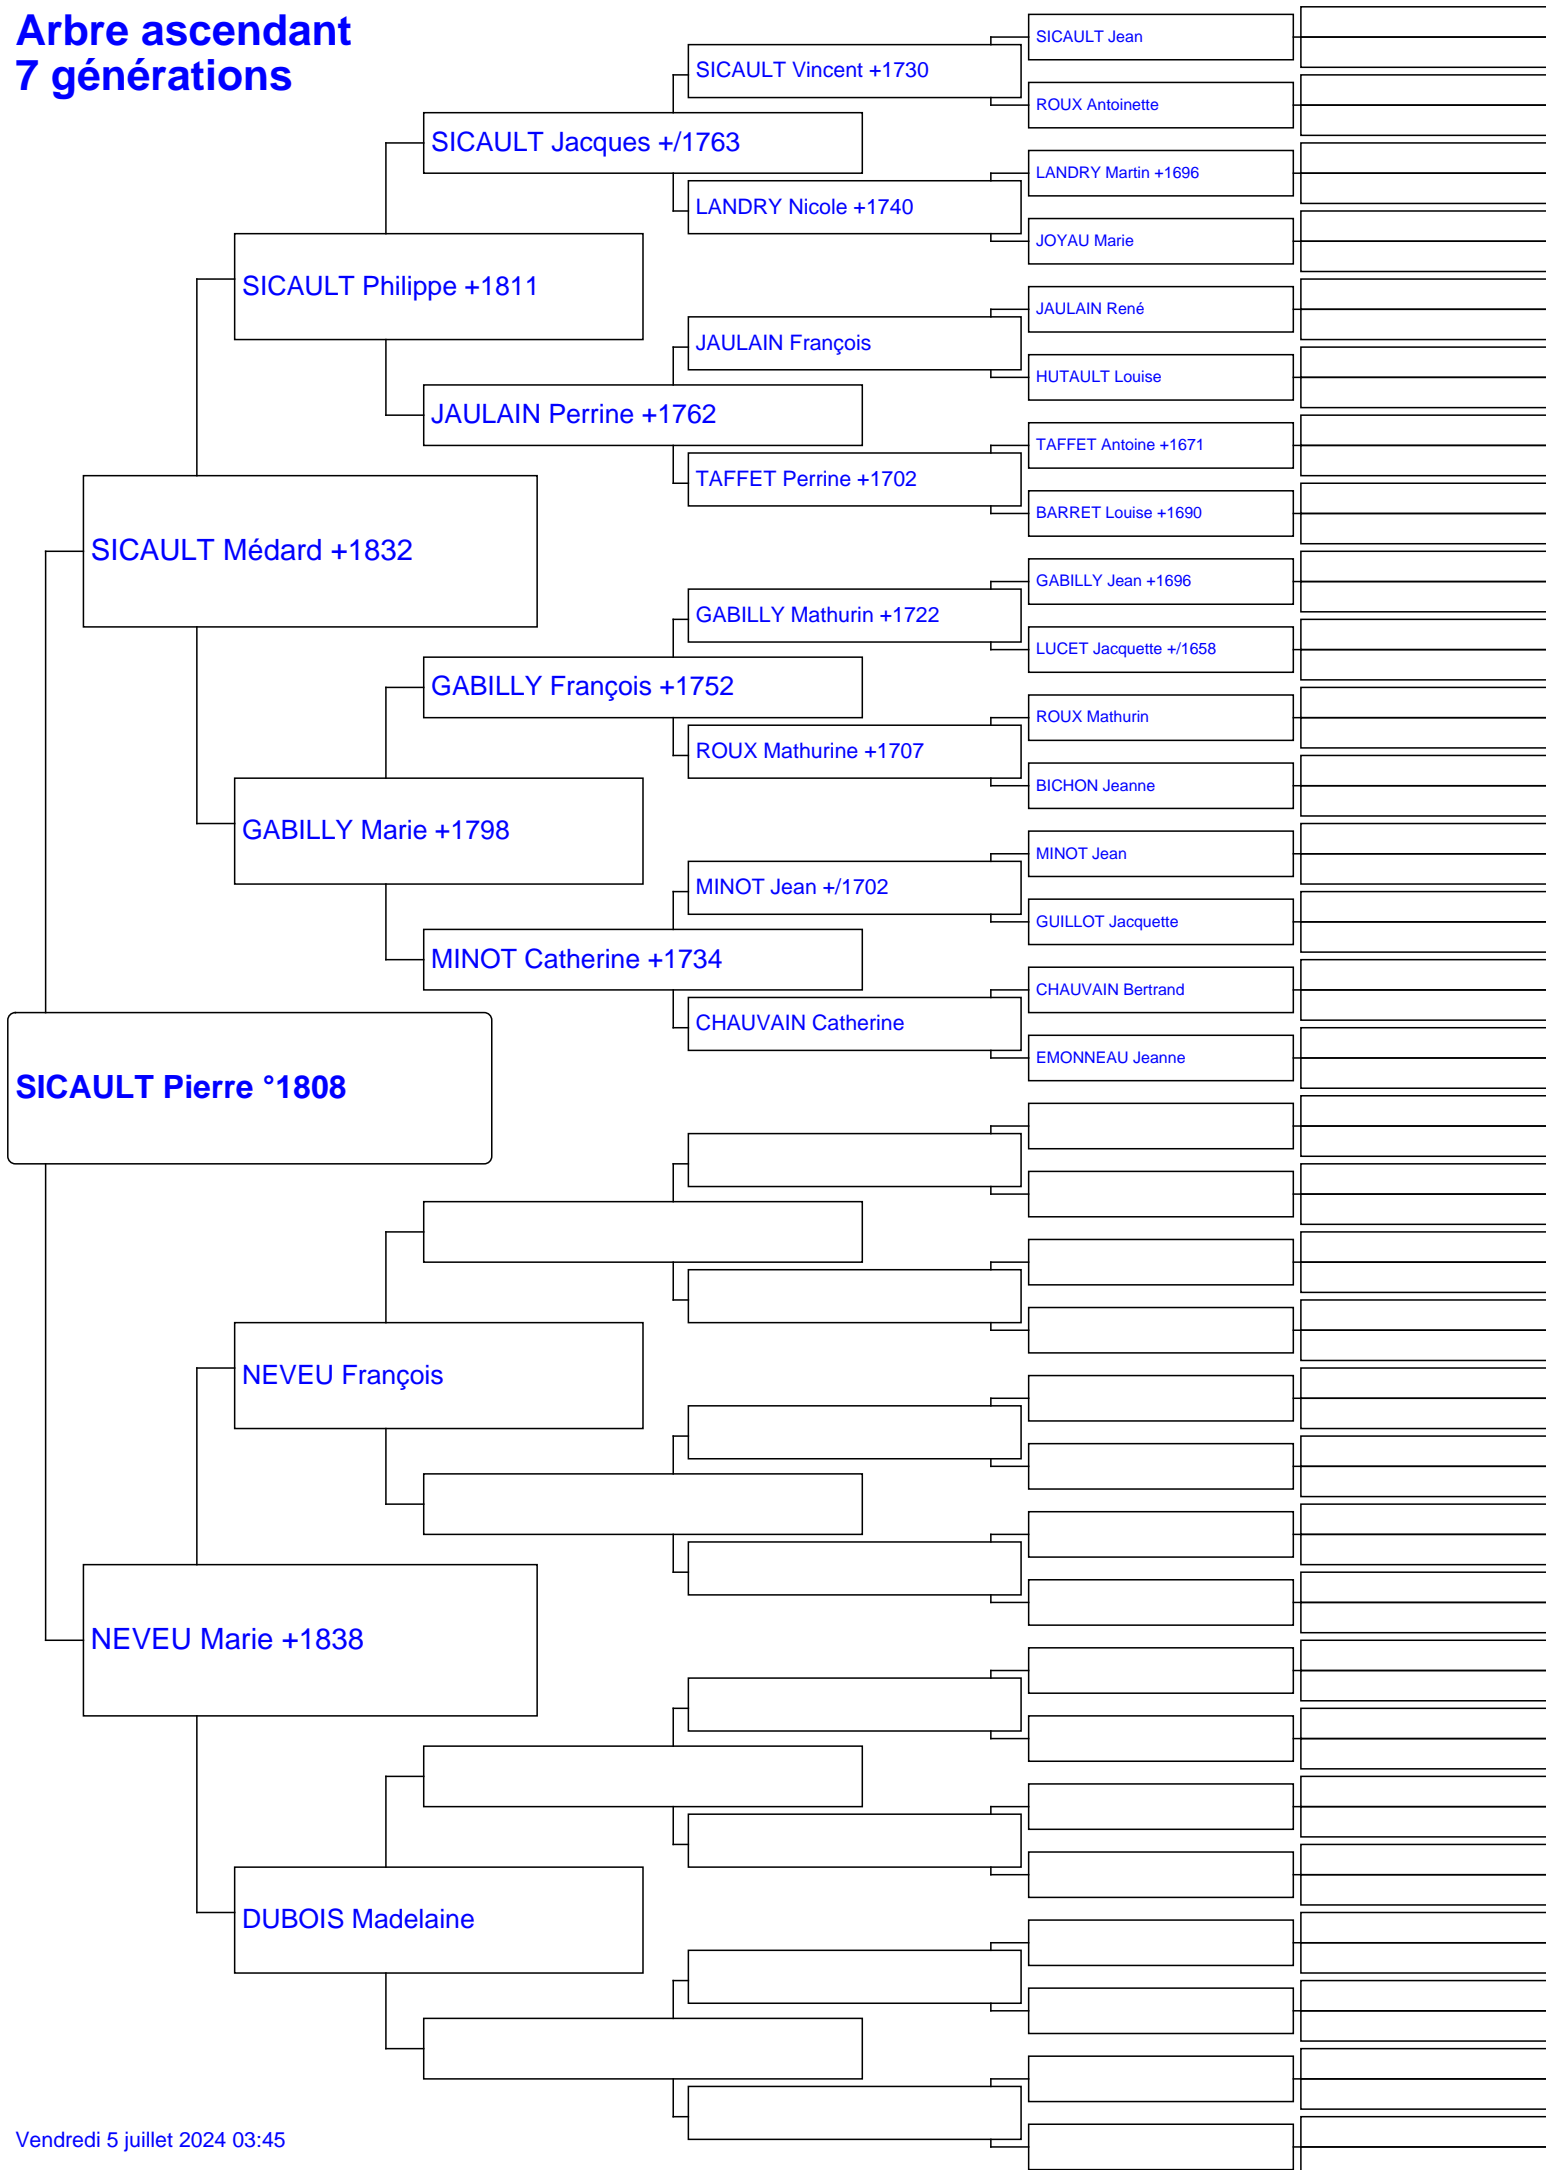 Arbre ascendant
7 générations
SICAULT Jean
SICAULT Vincent +1730
ROUX Antoinette
SICAULT Jacques +/1763
LANDRY Martin +1696
LANDRY Nicole +1740
JOYAU Marie
SICAULT Philippe +1811
JAULAIN René
JAULAIN François
HUTAULT Louise
JAULAIN Perrine +1762
TAFFET Antoine +1671
TAFFET Perrine +1702
BARRET Louise +1690
SICAULT Médard +1832
GABILLY Jean +1696
GABILLY Mathurin +1722
LUCET Jacquette +/1658
GABILLY François +1752
ROUX Mathurin
ROUX Mathurine +1707
BICHON Jeanne
GABILLY Marie +1798
MINOT Jean
MINOT Jean +/1702
GUILLOT Jacquette
MINOT Catherine +1734
CHAUVAIN Bertrand
CHAUVAIN Catherine
EMONNEAU Jeanne
SICAULT Pierre °1808
NEVEU François
NEVEU Marie +1838
DUBOIS Madelaine
Vendredi 5 juillet 2024 03:45